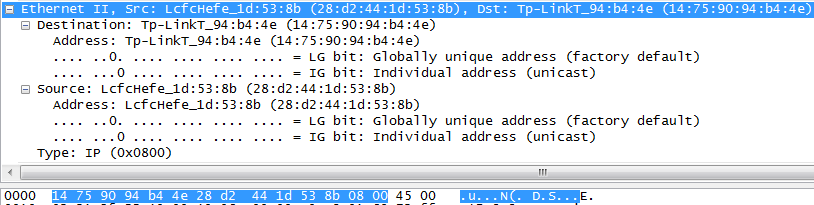 Ethernet II, Src: LcfcHefe_1d:53:8b (28:d2:44:1d:53:8b), Dst: Tp-LinkT_94:b4:4e (14:75:90:94:b4:4e)
Destination: Tp-LinkT_94:b4:4e (14:75:90:94:b4:4e)
Address: Tp-LinkT_94:b4:4e (14:75:90:94:b4:4e)
.... ..0. .... .... .... .... = LG bit: Globally unique address (factory default)
.... ...0 .... .... .... .... = IG bit: Individual address (unicast)
Source: LcfcHefe_1d:53:8b (28:d2:44:1d:53:8b)
Address: LcfcHefe_1d:53:8b (28:d2:44:1d:53:8b)
.... ..0. .... .... .... .... = LG bit: Globally unique address (factory default)
.... ...0 .... .... .... .... = IG bit: Individual address (unicast)
Type: IP (0x0800)
0000 14 75 90 94 b4 4e 28 d2 44 1d 53 8b 08 00 45 00 .u...N(. D.S...E.